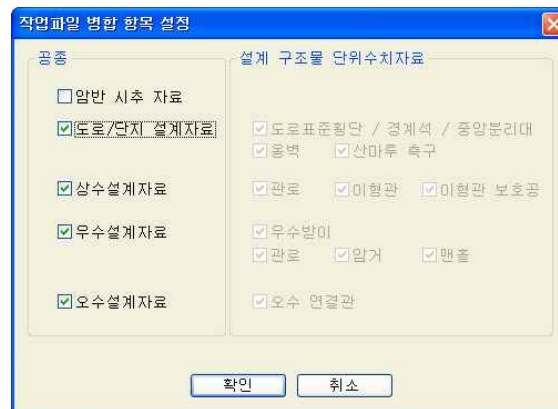 작업파일 병합 항목 설정
공종
설계 구조물 단위수치자료
암반 시추 자료
도로/단지 설계자료
도로표준횡단 / 경계석 / 중앙분리대
옹벽 산마루 측구
상수설계자료
관로 이형관 이형관 보호공
우수설계자료
우수받이
관로 암거 맨홀
오수설계자료
오수 연결관
확인 취소